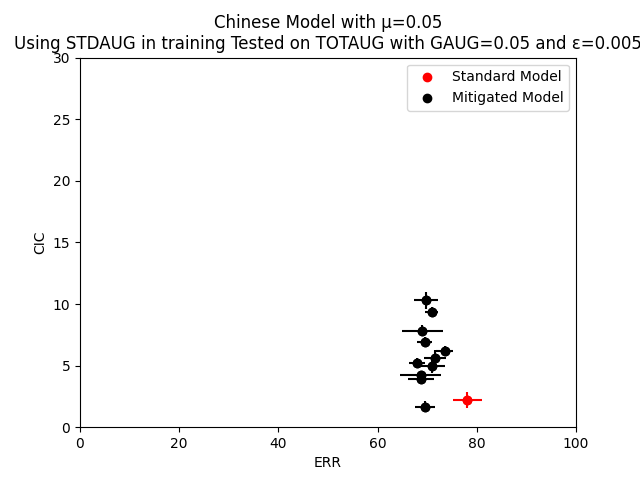 Chinese Model with μ=0.05
Using STDAUG in training Tested on TOTAUG with GAUG=0.05 and ε=0.005
Standard Model
Mitigated Model
30
25
20
15
10
5
0
CIC
0 20 40 60 80 100
ERR